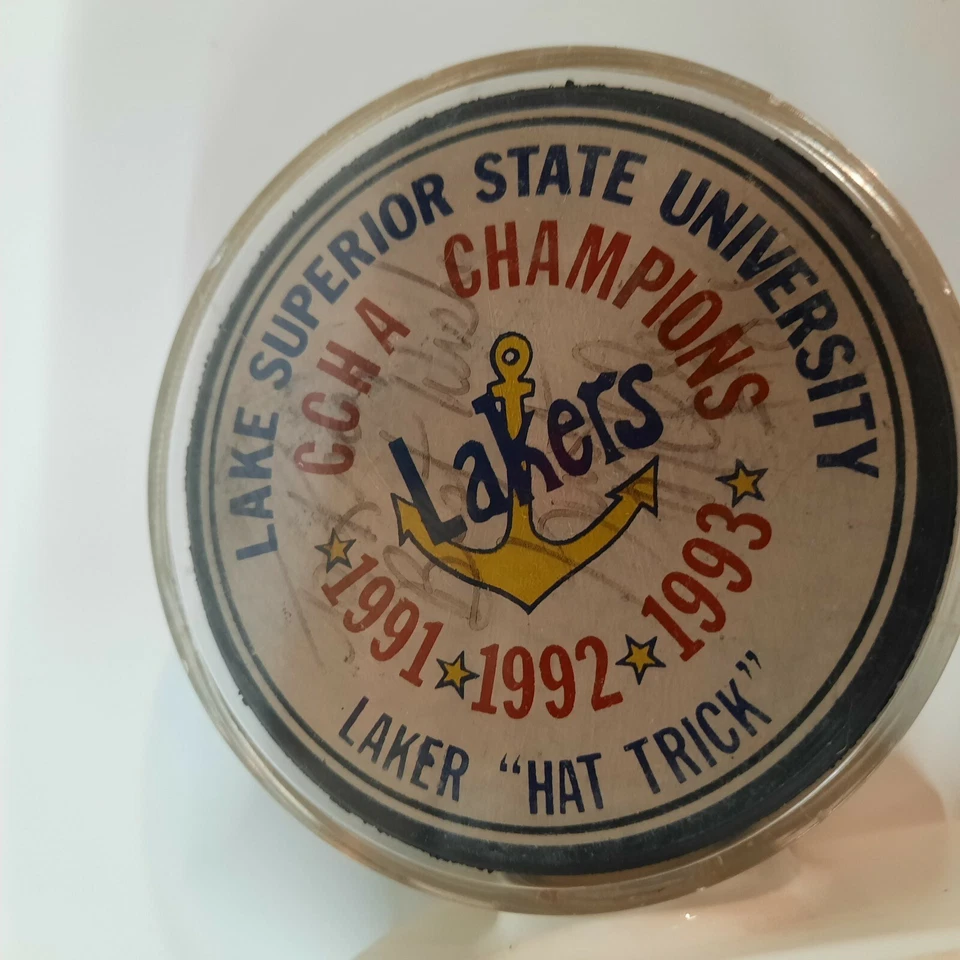 LAKE SUPERIOR STATE UNIVERSITY
CCHA CHAMPIONS
Lakers
1991 1992 1993
LAKER “HAT TRICK”